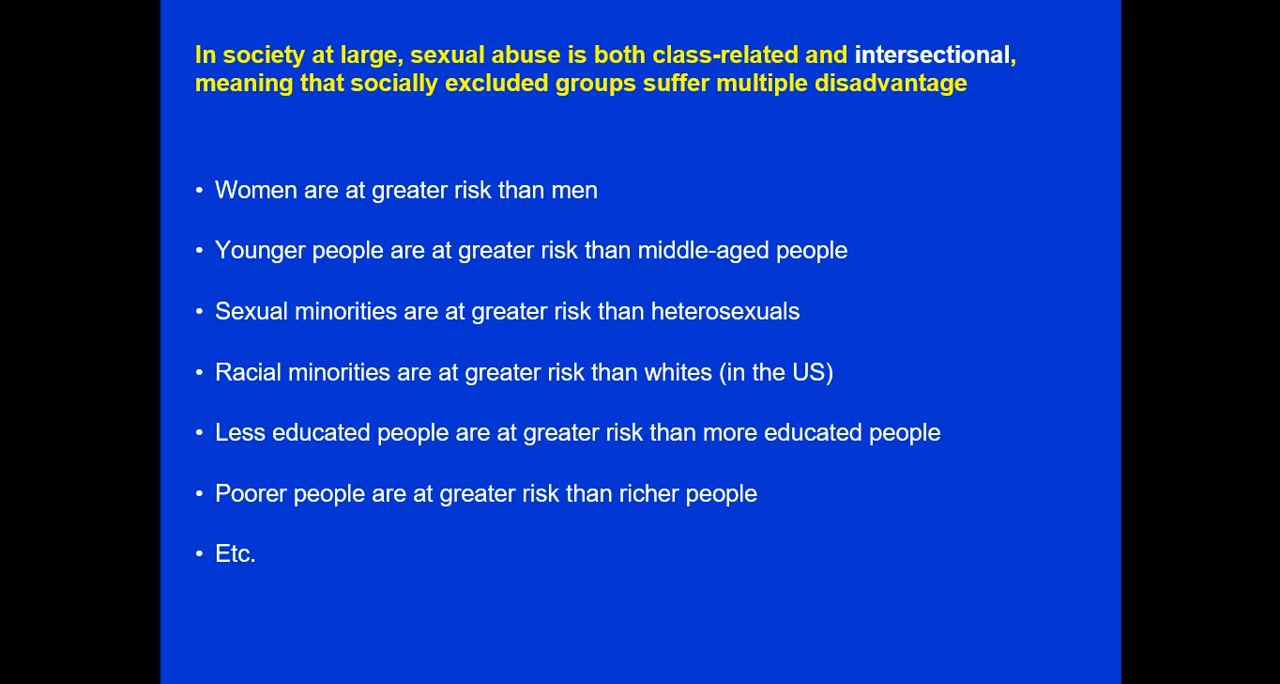 In society at large, sexual abuse is both class-related and intersectional,
meaning that socially excluded groups suffer multiple disadvantage
• Women are at greater risk than men
• Younger people are at greater risk than middle-aged people
• Sexual minorities are at greater risk than heterosexuals
• Racial minorities are at greater risk than whites (in the US)
• Less educated people are at greater risk than more educated people
• Poorer people are at greater risk than richer people
• Etc.